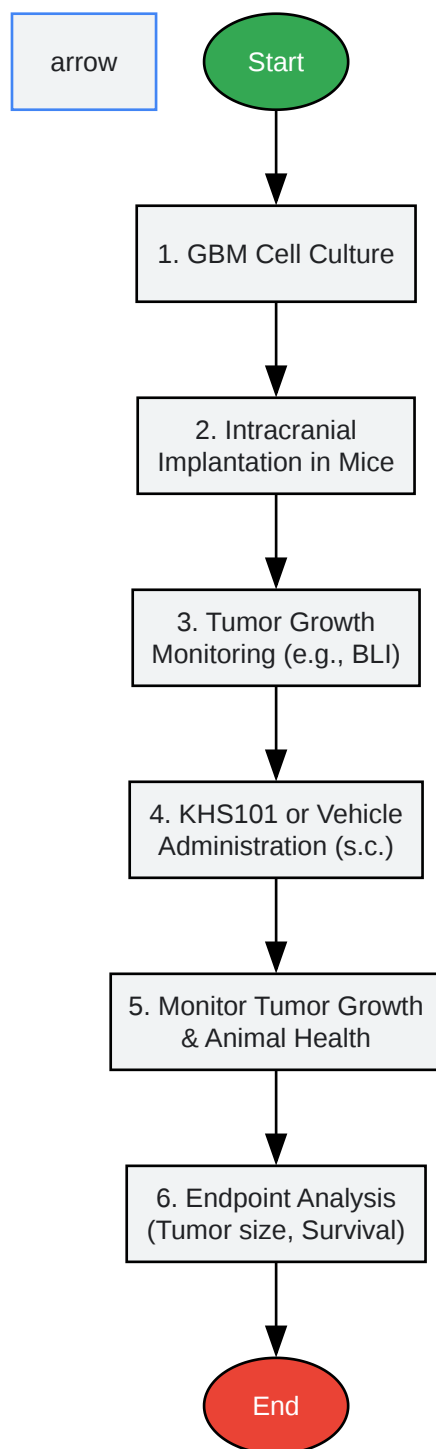 arrow
Start
1. GBM Cell Culture
2. Intracranial
Implantation in Mice
3. Tumor Growth
Monitoring (e.g., BLI)
4. KHS101 or Vehicle
Administration (s.c.)
5. Monitor Tumor Growth
& Animal Health
6. Endpoint Analysis
(Tumor size, Survival)
End